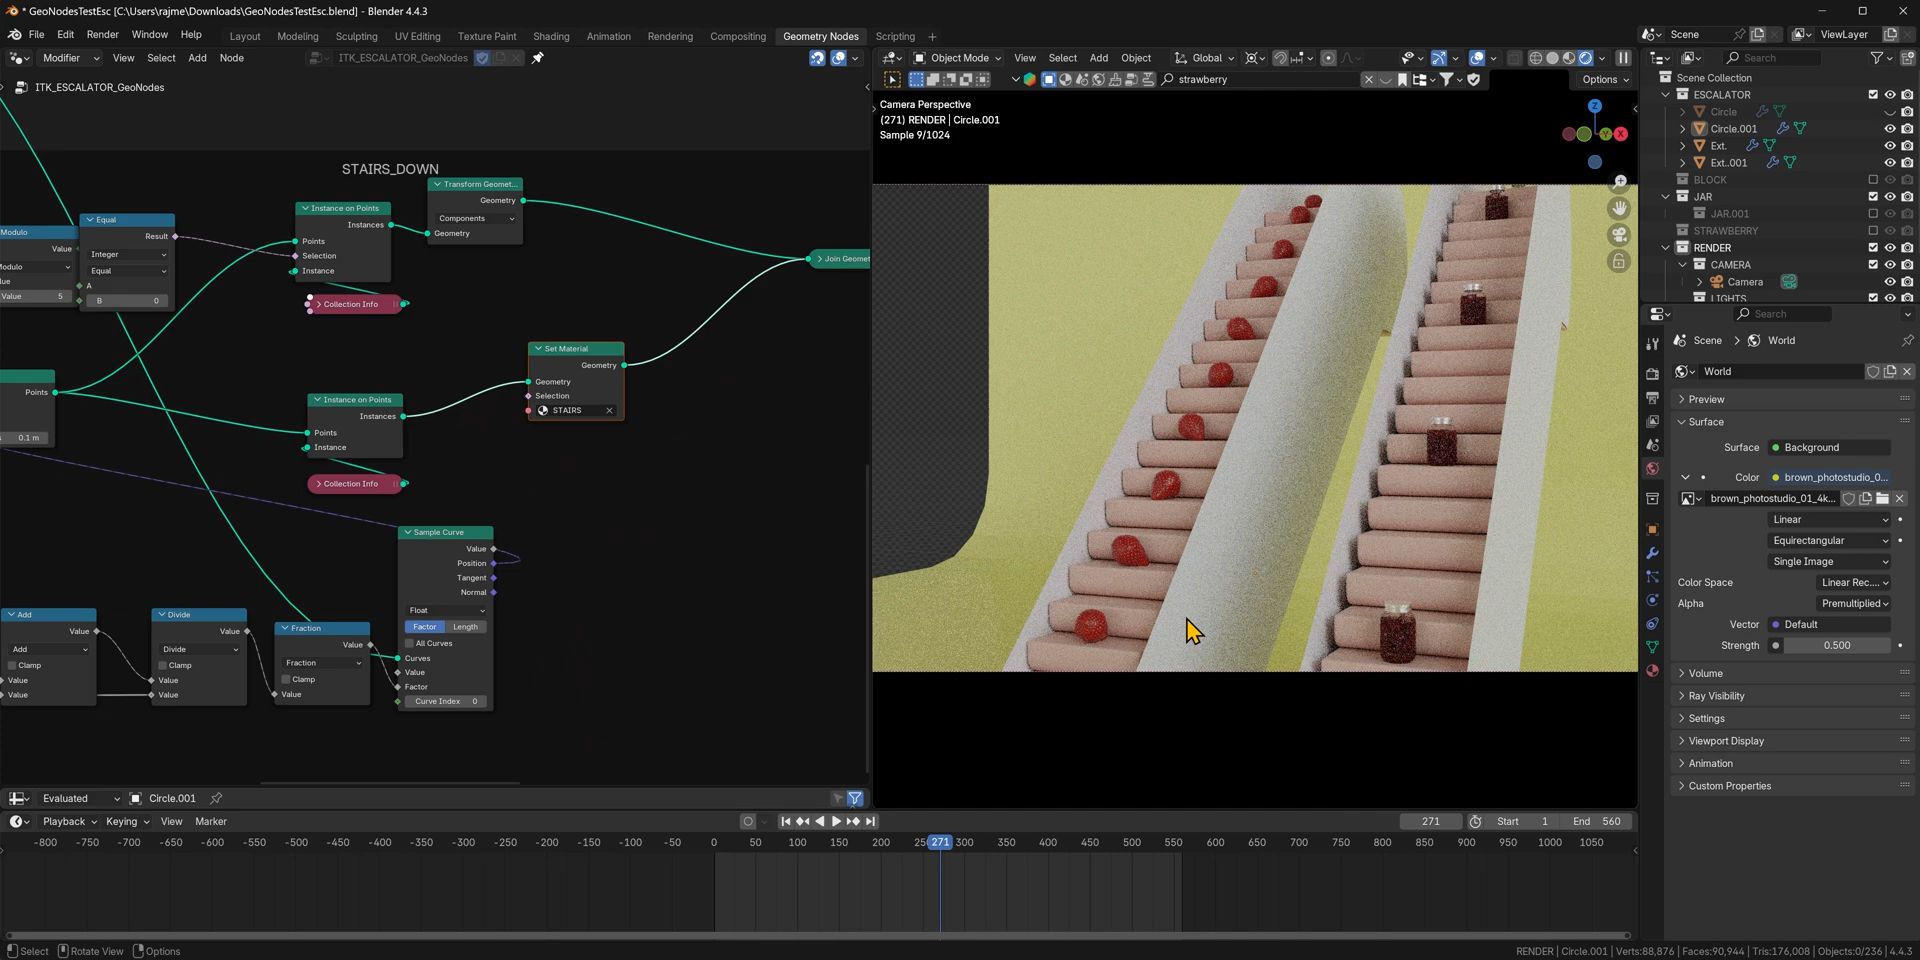 * GeoNodesTestEsc [C:\Users\rajme\Downloads\GeoNodesTestEsc.blend] - Blender 4.4.3
File Edit Render Window Help Layout Modeling Sculpting UV Editing Texture Paint Shading Animation Rendering Compositing Geometry Nodes Scripting +
Scene ViewLayer
Modifier View Select Add Node ITK_ESCALATOR_GeoNodes
Object Mode View Select Add Object Global
Search
strawberry
Options
ITK_ESCALATOR_GeoNodes
Camera Perspective
(271) RENDER | Circle.001
Sample 9/1024
Z
Y
X
STAIRS_DOWN
Transform Geomet...
Geometry
Components
Geometry
Instance on Points
Instances
Points
Selection
Instance
Collection Info
Modulo
Value
Value 5
Equal
Result
Integer
Equal
A
B 0
Join Geomet
Points
0.1 m
Set Material
Geometry
Geometry
Selection
STAIRS
Instance on Points
Instances
Points
Instance
Collection Info
Sample Curve
Value
Position
Tangent
Normal
Float
Factor Length
All Curves
Curves
Value
Factor
Curve Index 0
Add
Value
Add
Clamp
Value
Value
Divide
Value
Divide
Clamp
Value
Value
Fraction
Value
Fraction
Clamp
Value
Scene Collection
ESCALATOR
Circle
Circle.001
Ext.
Ext..001
BLOCK
JAR
JAR.001
STRAWBERRY
RENDER
CAMERA
Camera
LIGHTS
Search
Scene > World
World
Preview
Surface
Surface Background
Color brown_photostudio_0...
brown_photostudio_01_4k...
Linear
Equirectangular
Single Image
Color Space Linear Rec....
Alpha Premultiplied
Vector Default
Strength 0.500
Volume
Ray Visibility
Settings
Viewport Display
Animation
Custom Properties
Evaluated Circle.001
Playback Keying View Marker
271 Start 1 End 560
-800 -750 -700 -650 -600 -550 -500 -450 -400 -350 -300 -250 -200 -150 -100 -50 0 50 100 150 200 25 271 300 350 400 450 500 550 600 650 700 750 800 850 900 950 1000 1050
Select Rotate View Options
RENDER | Circle.001 | Verts:88,876 | Faces:90,944 | Tris:176,008 | Objects:0/236 | 4.4.3